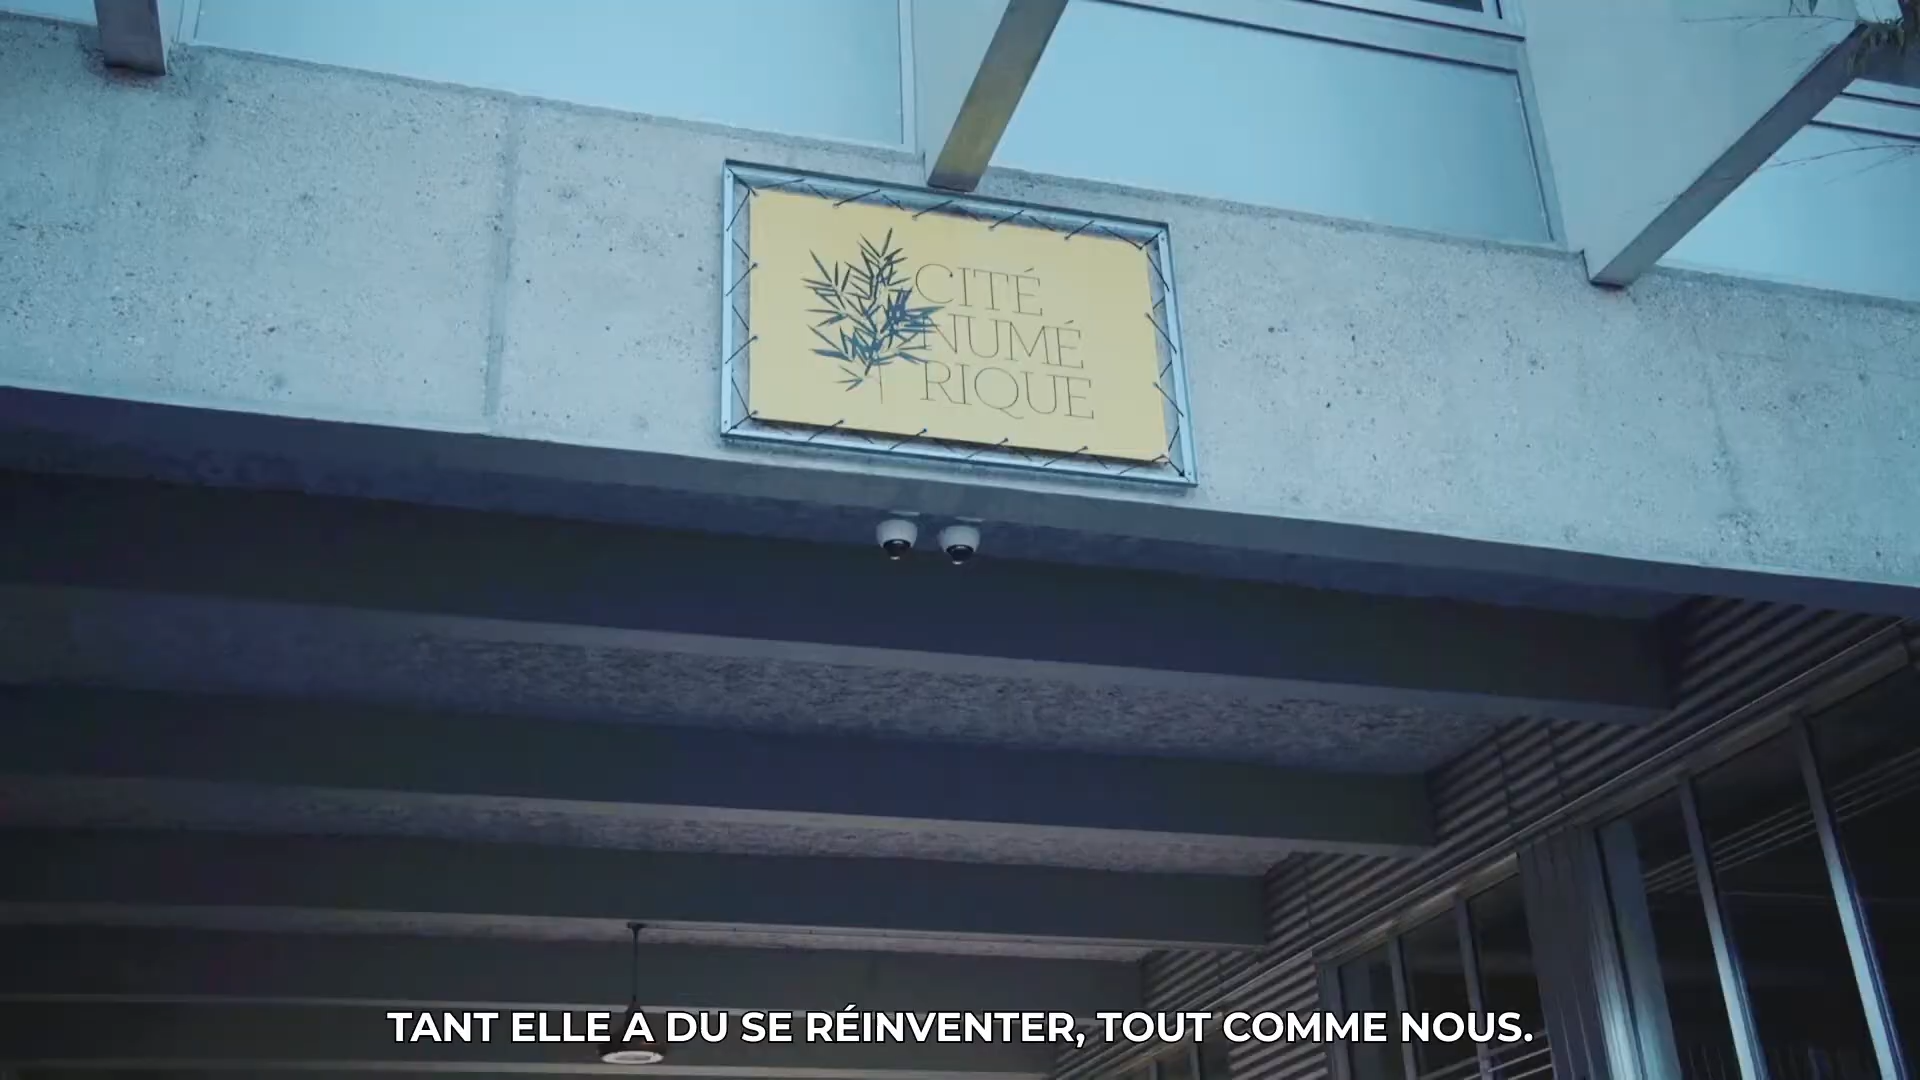 CITÉ
NUMÉ
RIQUE
TANT ELLE A DU SE RÉINVENTER, TOUT COMME NOUS.